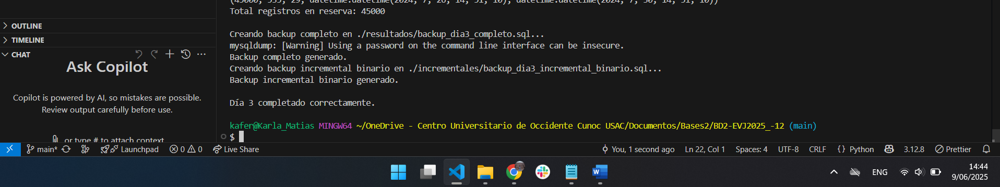 (45000, 555, 29, datetime.datetime(2024, 7, 28, 14, 51, 10), datetime.datetime(2024, 7, 30, 14, 51, 10))
Total registros en reserva: 45000
OUTLINE
TIMELINE
CHAT
Ask Copilot
Copilot is powered by AI, so mistakes are possible.
Review output carefully before use.
or type # to attach context
Creando backup completo en ./resultados/backup_dia3_completo.sql...
mysqldump: [Warning] Using a password on the command line interface can be insecure.
Backup completo generado.
Creando backup incremental binario en ./incrementales/backup_dia3_incremental_binario.sql...
Backup incremental binario generado.
Día 3 completado correctamente.
kafer@Karla_Matias MINGW64 ~/OneDrive - Centro Universitario de Occidente Cunoc USAC/Documentos/Bases2/BD2-EVJ2025_-12 (main)
$
main* Launchpad 0 0 Live Share You, 1 second ago Ln 22, Col 1 Spaces: 4 UTF-8 CRLF {} Python 3.12.8 Prettier
ENG
14:44
9/06/2025